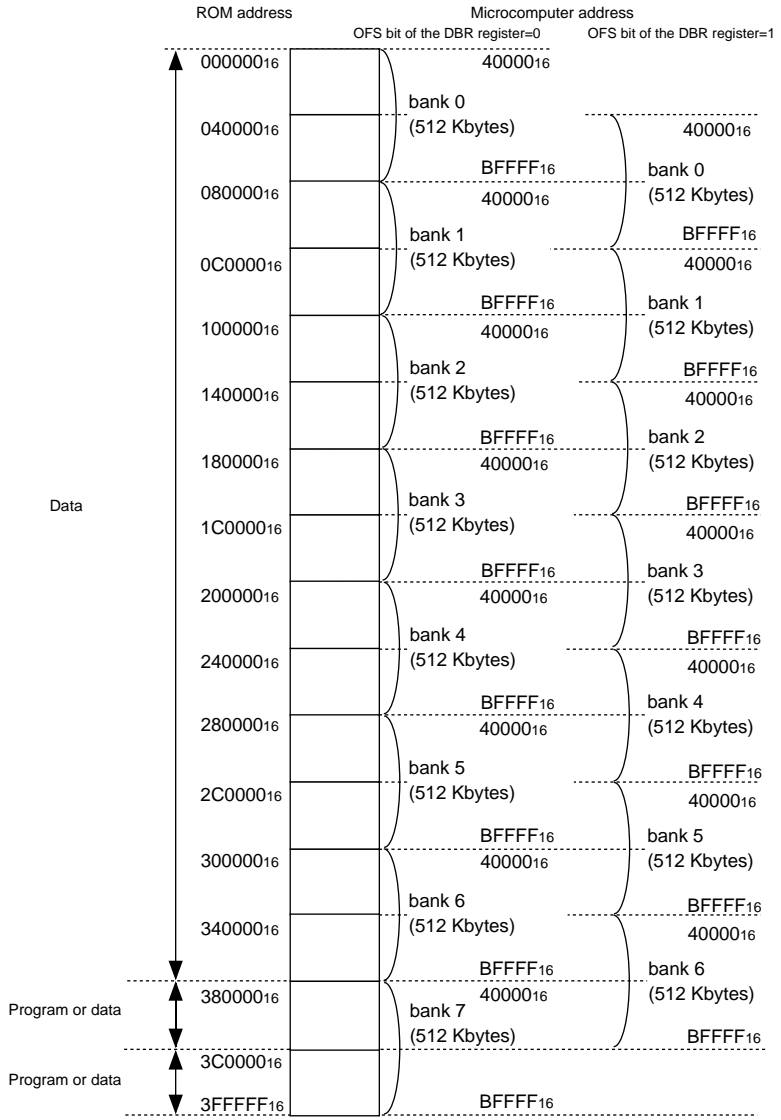 ROM address Microcomputer address
OFS bit of the DBR register=0 OFS bit of the DBR register=1
00000016 4000016
bank 0
04000016 (512 Kbytes) 4000016
BFFFF16 bank 0
08000016 4000016 (512 Kbytes)
bank 1 BFFFF16
0C000016 (512 Kbytes) 4000016
BFFFF16 bank 1
10000016 4000016 (512 Kbytes)
bank 2 BFFFF16
14000016 (512 Kbytes) 4000016
BFFFF16 bank 2
18000016 4000016 (512 Kbytes)
Data bank 3 BFFFF16
1C000016 (512 Kbytes) 4000016
BFFFF16 bank 3
20000016 4000016 (512 Kbytes)
bank 4 BFFFF16
24000016 (512 Kbytes) 4000016
BFFFF16 bank 4
28000016 4000016 (512 Kbytes)
bank 5 BFFFF16
2C000016 (512 Kbytes) 4000016
BFFFF16 bank 5
30000016 4000016 (512 Kbytes)
bank 6 BFFFF16
34000016 (512 Kbytes) 4000016
BFFFF16 bank 6
38000016 4000016 (512 Kbytes)
Program or data bank 7
(512 Kbytes) BFFFF16
3C000016
Program or data
3FFFFF16 BFFFF16